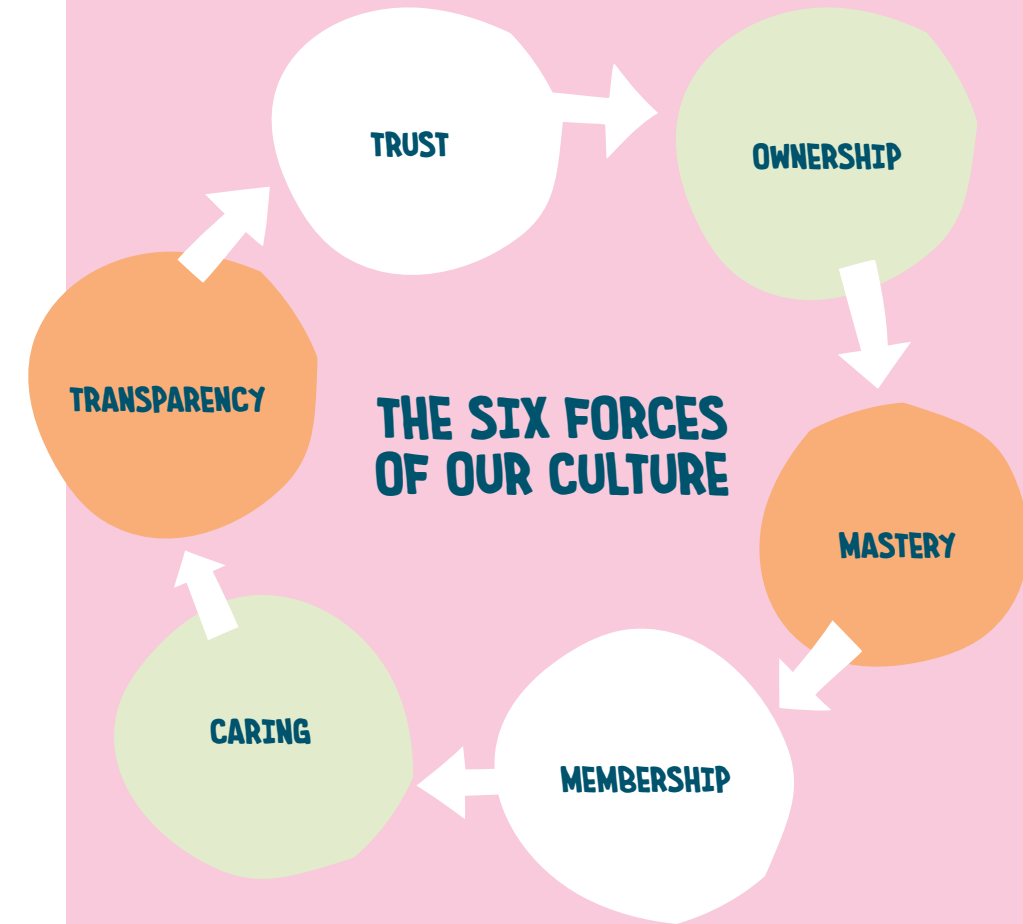 TRUST
OWNERSHIP
TRANSPARENCY
THE SIX FORCES
OF OUR CULTURE
MASTERY
CARING
MEMBERSHIP